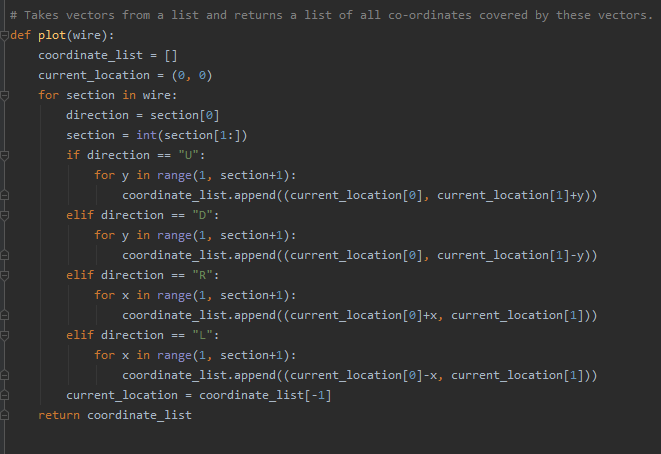 # Takes vectors from a list and returns a list of all co-ordinates covered by these vectors.
def plot(wire):
    coordinate_list = []
    current_location = (0, 0)
    for section in wire:
        direction = section[0]
        section = int(section[1:])
        if direction == "U":
            for y in range(1, section+1):
                coordinate_list.append((current_location[0], current_location[1]+y))
        elif direction == "D":
            for y in range(1, section+1):
                coordinate_list.append((current_location[0], current_location[1]-y))
        elif direction == "R":
            for x in range(1, section+1):
                coordinate_list.append((current_location[0]+x, current_location[1]))
        elif direction == "L":
            for x in range(1, section+1):
                coordinate_list.append((current_location[0]-x, current_location[1]))
        current_location = coordinate_list[-1]
    return coordinate_list